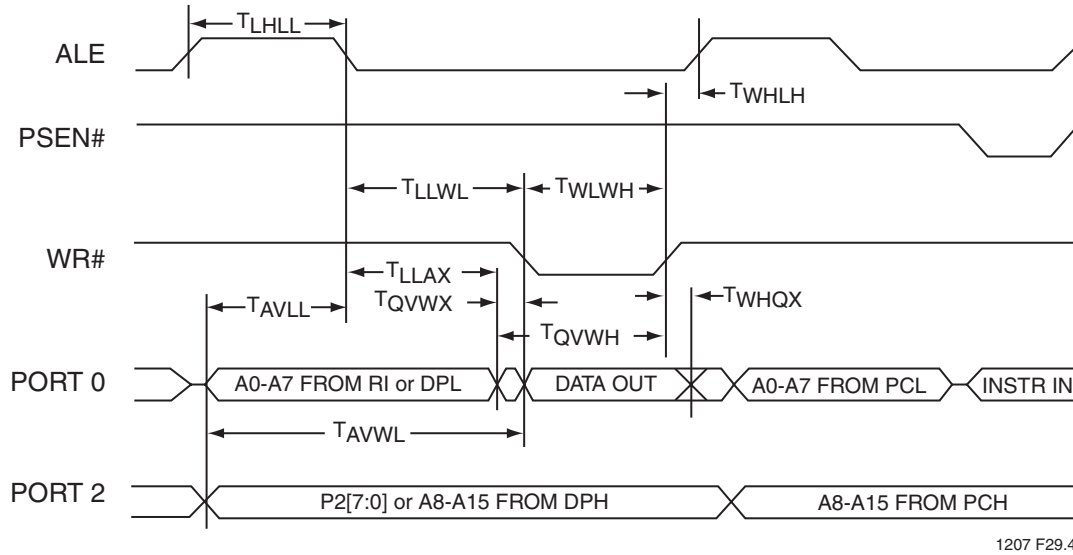 TLHLL
ALE
TWHLH
PSEN#
TLLWL
TWLWH
WR#
TLLAX
TAVLL
TQVWX
TWHQX
TQVWH
PORT 0
A0-A7 FROM RI or DPL
DATA OUT
A0-A7 FROM PCL
INSTR IN
TAVWL
PORT 2
P2[7:0] or A8-A15 FROM DPH
A8-A15 FROM PCH
1207 F29.4